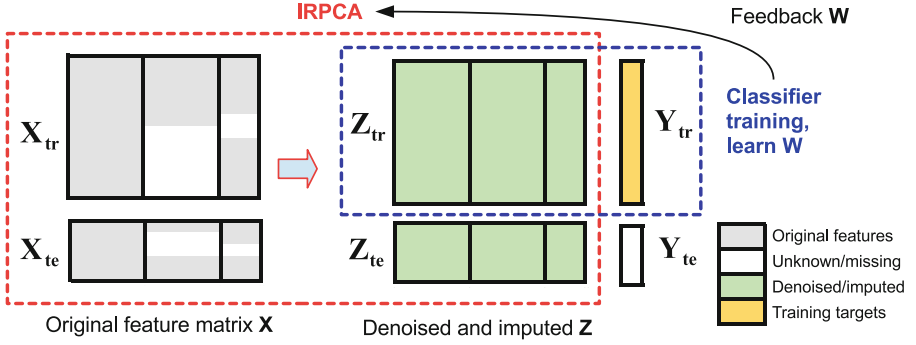 IRPCA
Feedback W
X_tr
Z_tr
Y_tr
Classifier
training,
learn W
X_te
Z_te
Y_te
Original features
Unknown/missing
Denoised/imputed
Training targets
Original feature matrix X
Denoised and imputed Z